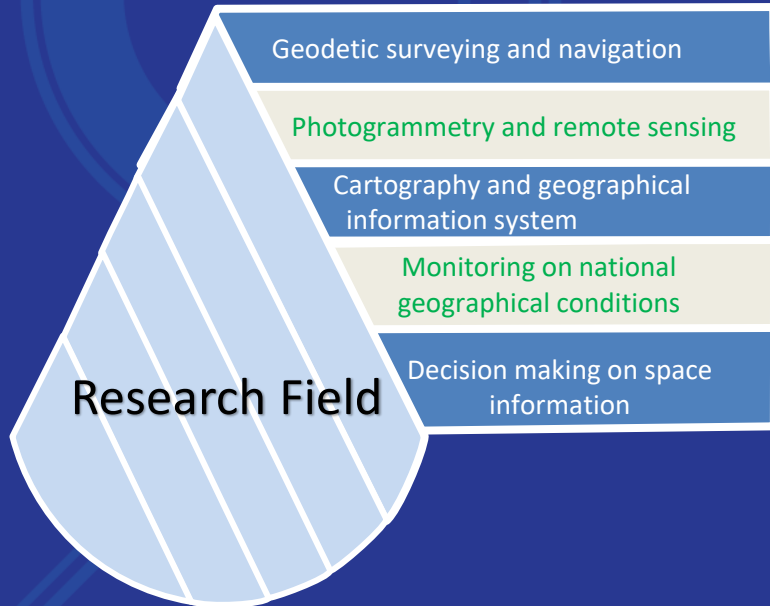 Geodetic surveying and navigation
Photogrammetry and remote sensing
Cartography and geographical
information system
Monitoring on national
geographical conditions
Decision making on space
information
Research Field